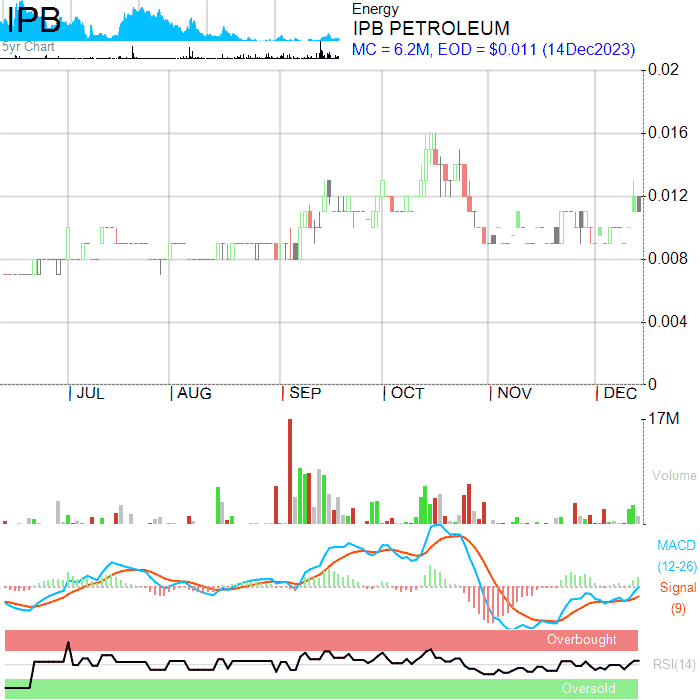 IPB
5yr Chart
Energy
IPB PETROLEUM
MC = 6.2M, EOD = $0.011 (14Dec2023)
0.02
0.016
0.012
0.008
0.004
0
JUL AUG SEP OCT NOV DEC
17M
Volume
MACD
(12-26)
Signal
(9)
Overbought
RSI(14)
Oversold